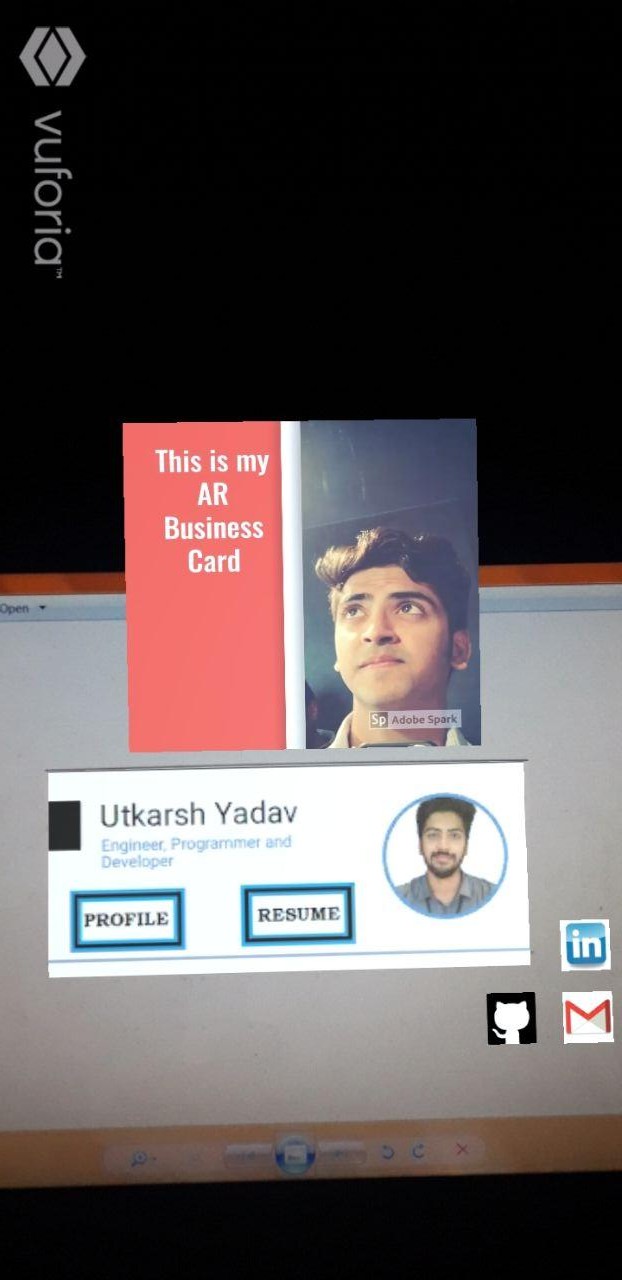 vuforia™
This is my
AR
Business
Card
Sp Adobe Spark
Open
Utkarsh Yadav
Engineer, Programmer and
Developer
PROFILE
RESUME
in